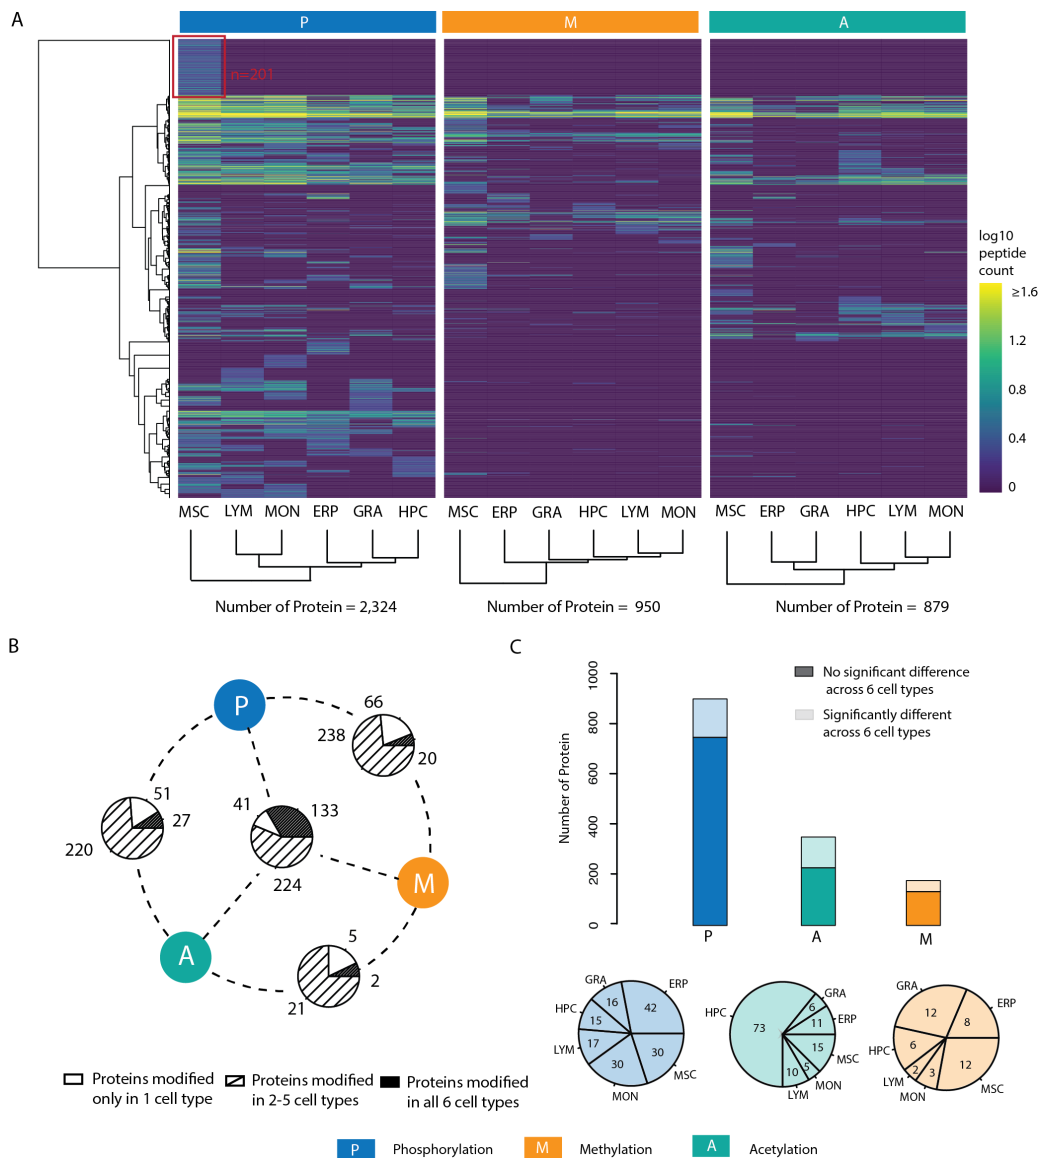 A
P
M
A
n=201
log10
peptide
count
≥1.6
1.2
0.8
0.4
0
MSC LYM MON ERP GRA HPC
MSC ERP GRA HPC LYM MON
MSC ERP GRA HPC LYM MON
Number of Protein = 2,324
Number of Protein = 950
Number of Protein = 879
B
P
66
238
20
51
27
220
41
133
224
M
A
5
2
21
Proteins modified
only in 1 cell type
Proteins modified
in 2-5 cell types
Proteins modified
in all 6 cell types
C
Number of Protein
1000
800
600
400
200
0
No significant difference
across 6 cell types
Significantly different
across 6 cell types
P
A
M
GRA
ERP
16
42
HPC
15
LYM
17
30
30
MON
MSC
HPC
73
GRA
6
ERP
11
15
MSC
5
MON
10
LYM
GRA
12
ERP
8
HPC
6
LYM
2
MON
3
12
MSC
P Phosphorylation
M Methylation
A Acetylation